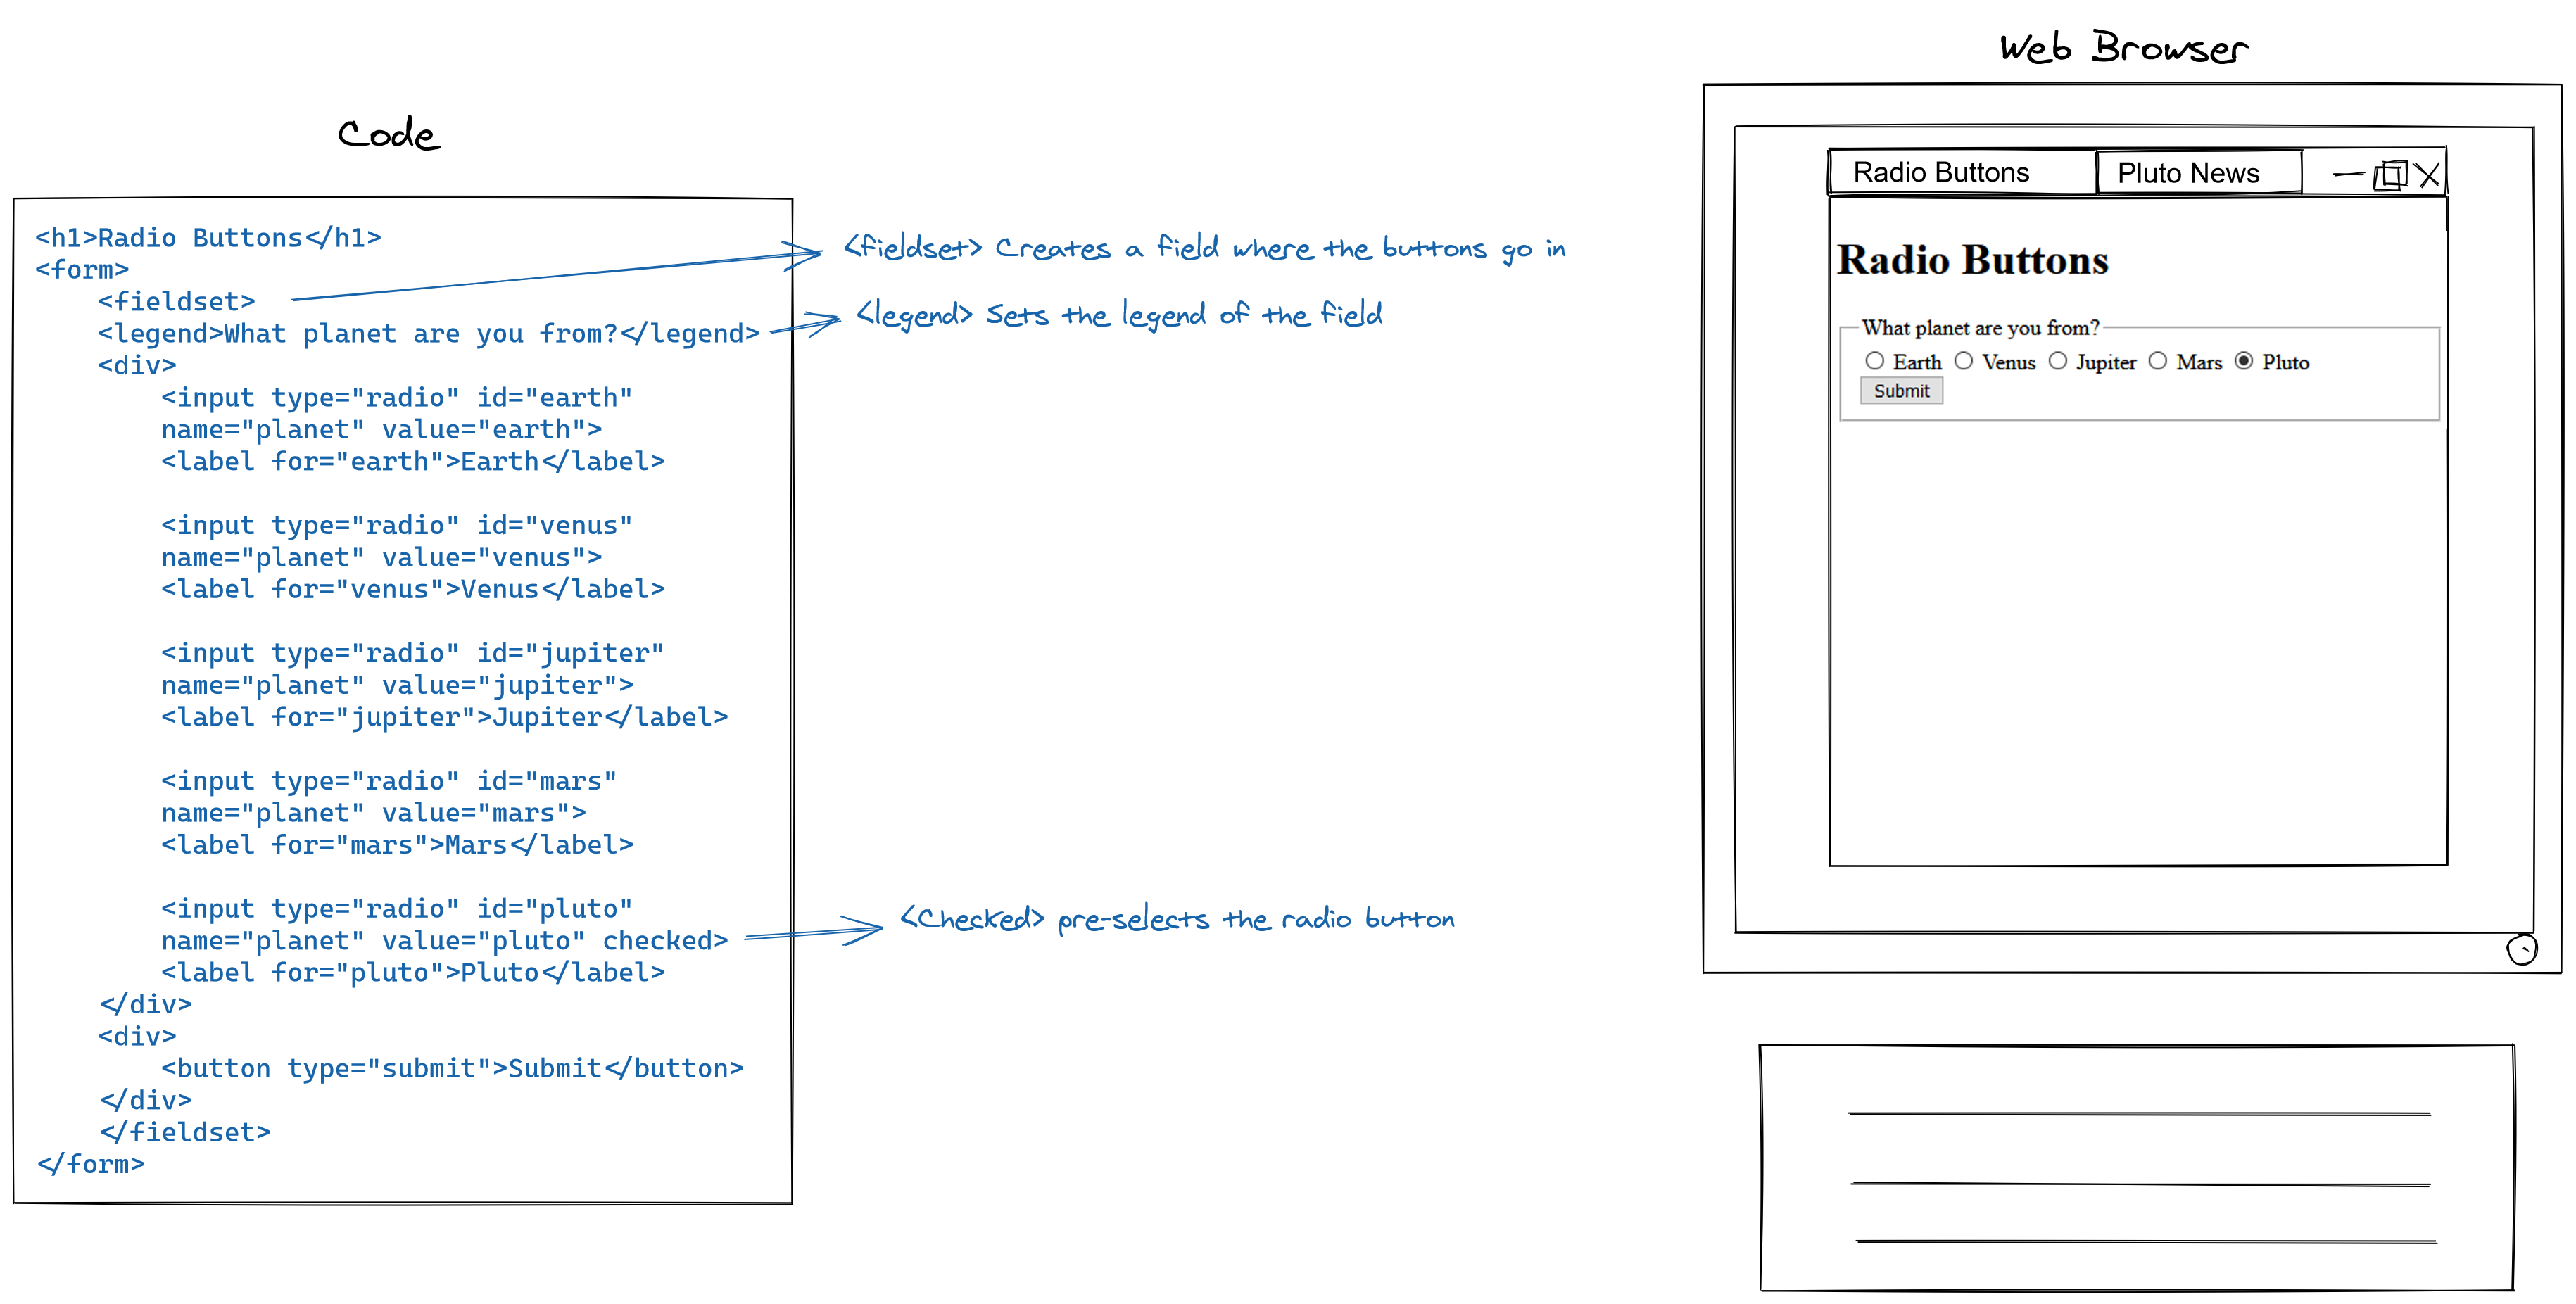 Code
<h1>Radio Buttons</h1>
<form>
<fieldset>
<legend>What planet are you from?</legend>
<div>
<input type="radio" id="earth"
name="planet" value="earth">
<label for="earth">Earth</label>
<input type="radio" id="venus"
name="planet" value="venus">
<label for="venus">Venus</label>
<input type="radio" id="jupiter"
name="planet" value="jupiter">
<label for="jupiter">Jupiter</label>
<input type="radio" id="mars"
name="planet" value="mars">
<label for="mars">Mars</label>
<input type="radio" id="pluto"
name="planet" value="pluto" checked>
<label for="pluto">Pluto</label>
</div>
<div>
<button type="submit">Submit</button>
</div>
</fieldset>
</form>
<fieldset> Creates a field where the buttons go in
<legend> Sets the legend of the field
<Checked> pre-selects the radio button
Web Browser
Radio Buttons Pluto News
Radio Buttons
What planet are you from?
Earth Venus Jupiter Mars Pluto
Submit